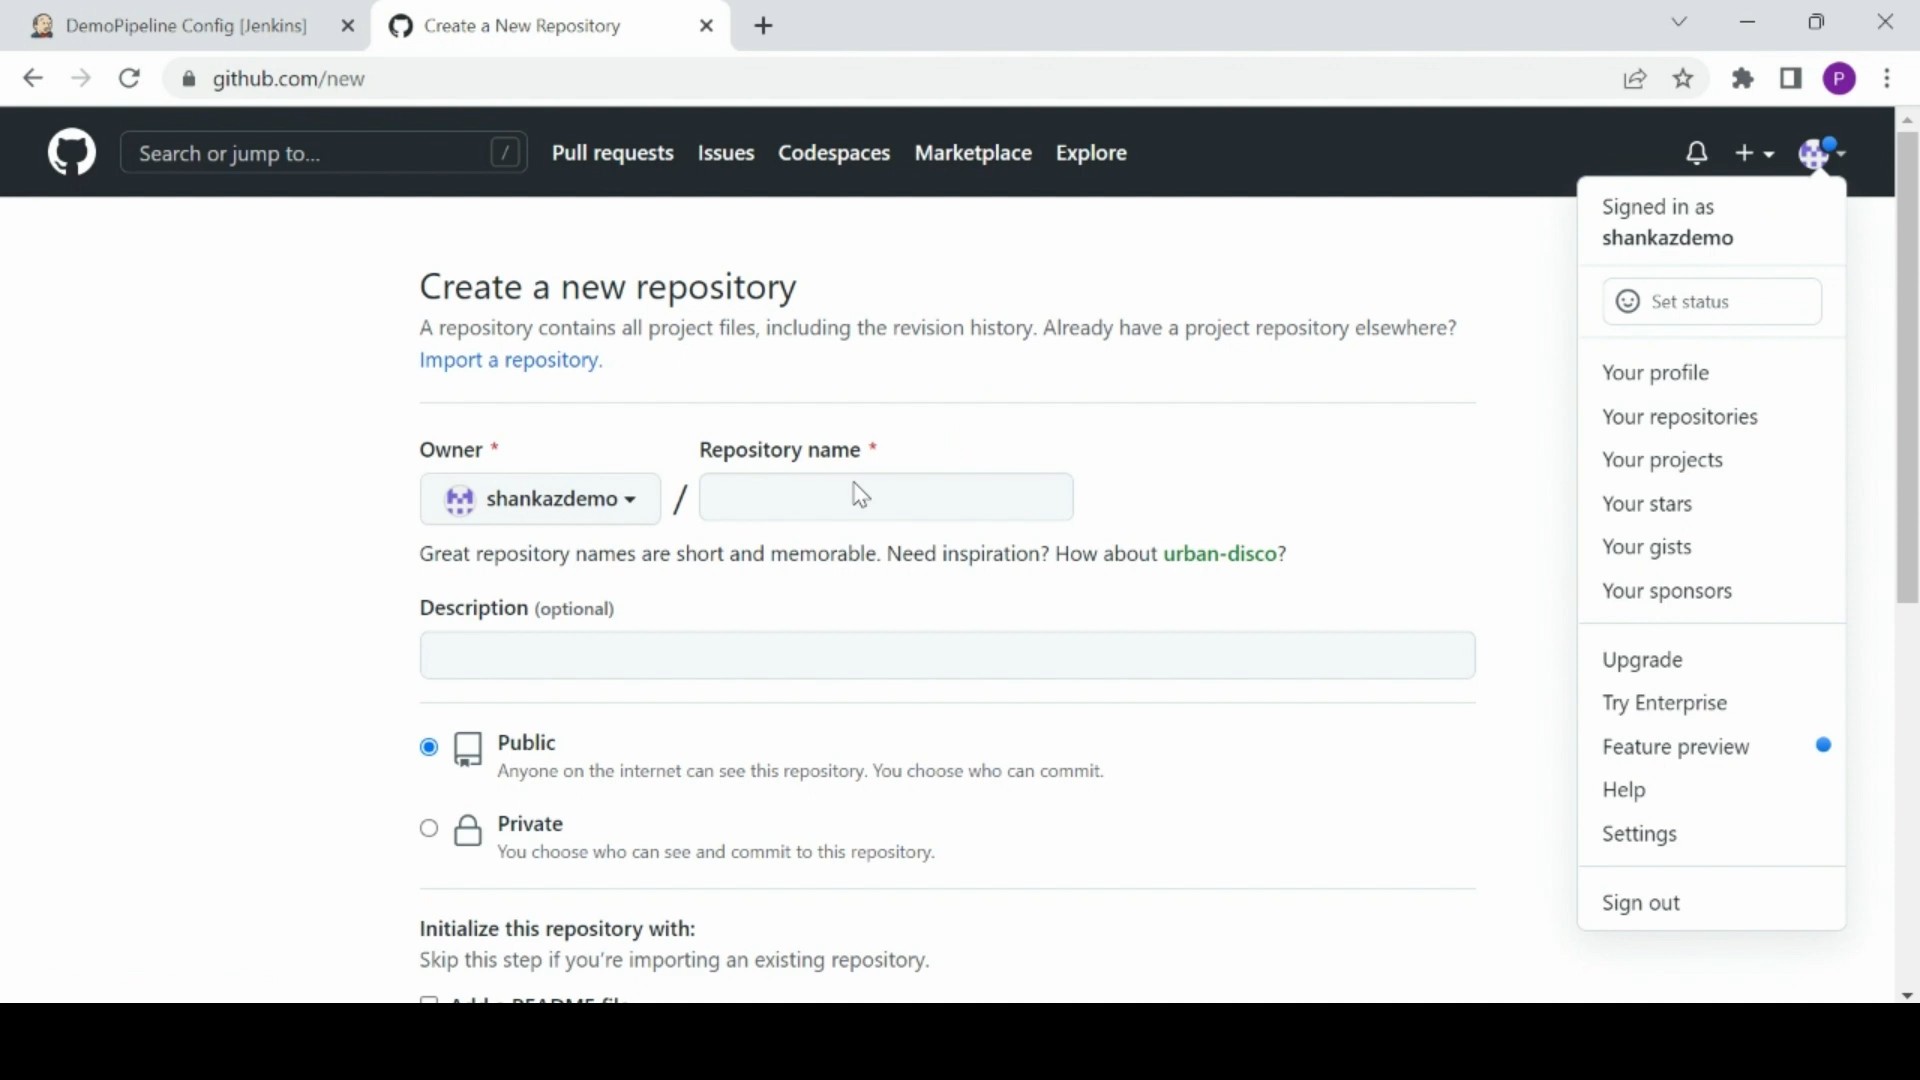 DemoPipeline Config [Jenkins]
Create a New Repository
github.com/new
P
Search or jump to...
/
Pull requests
Issues
Codespaces
Marketplace
Explore
Signed in as
shankazdemo
Set status
Your profile
Your repositories
Your projects
Your stars
Your gists
Your sponsors
Upgrade
Try Enterprise
Feature preview
Help
Settings
Sign out
Create a new repository
A repository contains all project files, including the revision history. Already have a project repository elsewhere?
Import a repository.
Owner *
Repository name *
shankazdemo
/
Great repository names are short and memorable. Need inspiration? How about urban-disco?
Description (optional)
Public
Anyone on the internet can see this repository. You choose who can commit.
Private
You choose who can see and commit to this repository.
Initialize this repository with:
Skip this step if you're importing an existing repository.
Add a README file